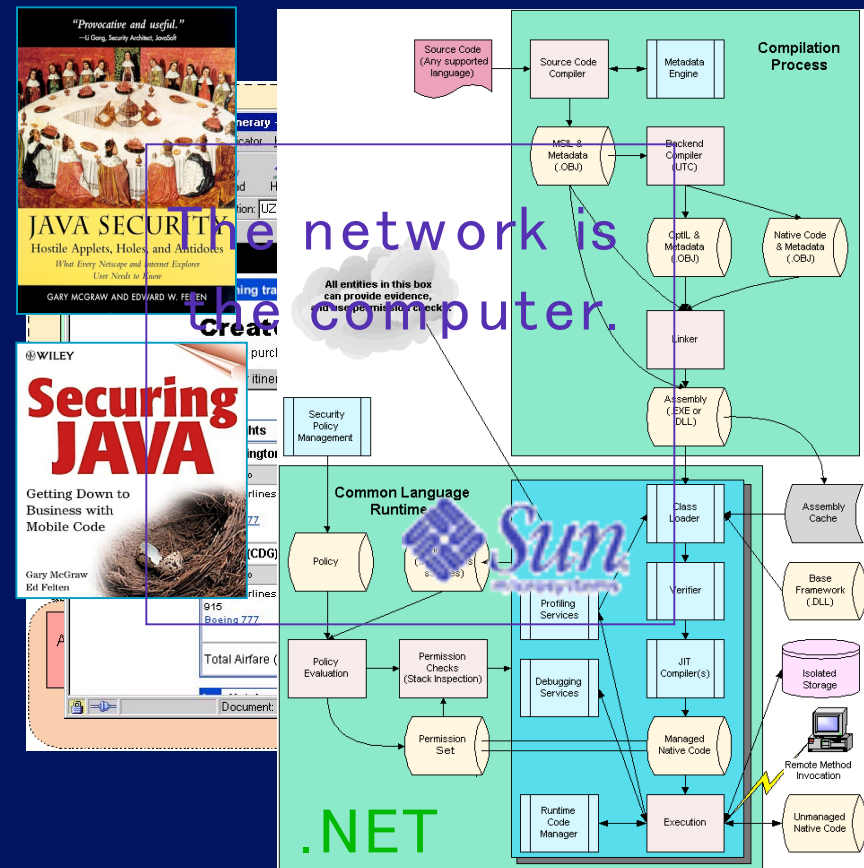 “Provocative and useful.”
—Li Gong, Security Architect, JavaSoft
JAVA SECURITY
Hostile Applets, Holes, and Antidotes
What Every Netscape and Internet Explorer
User Needs to Know
GARY MCGRAW AND EDWARD W. FELTEN
WILEY
Securing
JAVA
Getting Down to
Business with
Mobile Code
Gary McGraw
Ed Felten
The network is
the computer.
Sun
microsystems
Compilation
Process
Source Code
(Any supported
language)
Source Code
Compiler
Metadata
Engine
MSIL &
Metadata
(.OBJ)
Backend
Compiler
(UTC)
OptIL &
Metadata
(.OBJ)
Native Code
& Metadata
(.OBJ)
Linker
Assembly
(.EXE or
DLL)
All entities in this box
can provide evidence,
and use permission checks.
Security
Policy
Management
Common Language
Runtime
Policy
Class
Loader
Assembly
Cache
Verifier
Base
Framework
(.DLL)
Profiling
Services
Policy
Evaluation
Permission
Checks
(Stack Inspection)
Debugging
Services
JIT
Compiler(s)
Isolated
Storage
Permission
Set
Managed
Native Code
Remote Method
Invocation
Runtime
Code
Manager
Execution
Unmanaged
Native Code
.NET
(CDG)
915
Boeing 777
Total Airfare (
Document: